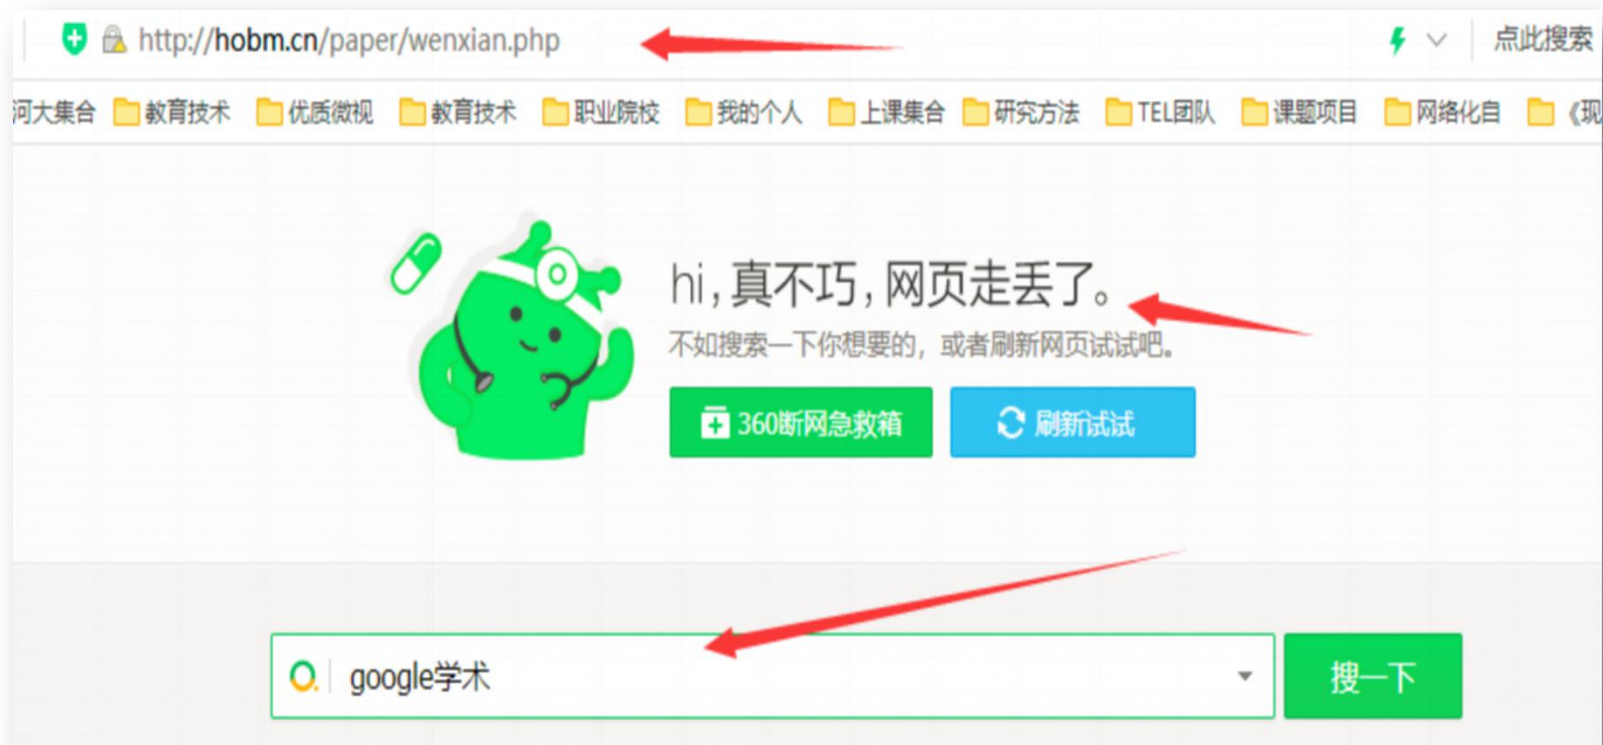 http://hobm.cn/paper/wenxian.php 点此搜索
河大集合 教育技术 优质微视 教育技术 职业院校 我的个人 上课集合 研究方法 TEL团队 课题项目 网络化自 《现
hi,真不巧,网页走丢了。
不如搜索一下你想要的，或者刷新网页试试吧。
360断网急救箱 刷新试试
google学术 搜一下